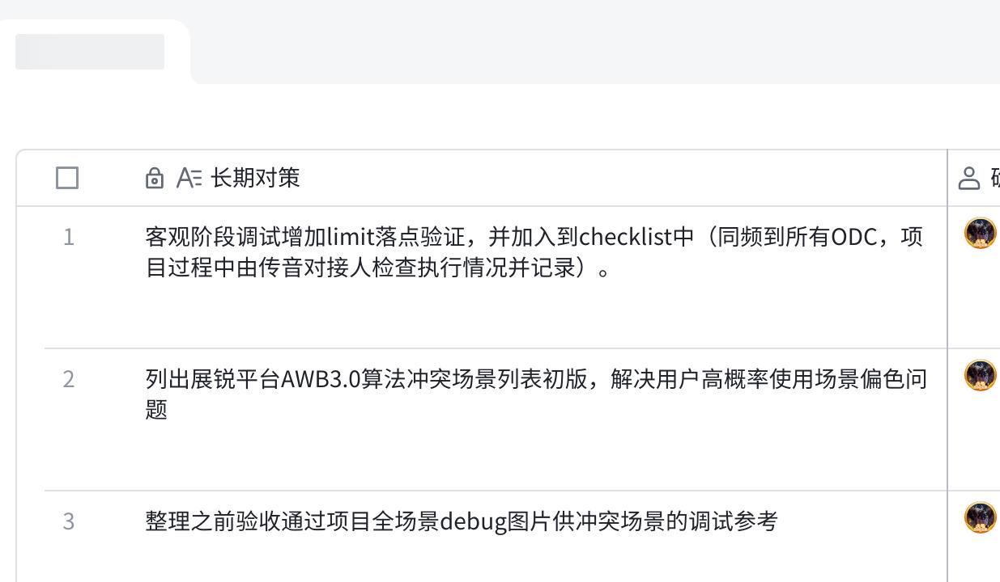 长期对策
1
客观阶段调试增加limit落点验证，并加入到checklist中（同频到所有ODC，项
目过程中由传音对接人检查执行情况并记录）。
2
列出展锐平台AWB3.0算法冲突场景列表初版，解决用户高概率使用场景偏色问
题
3
整理之前验收通过项目全场景debug图片供冲突场景的调试参考